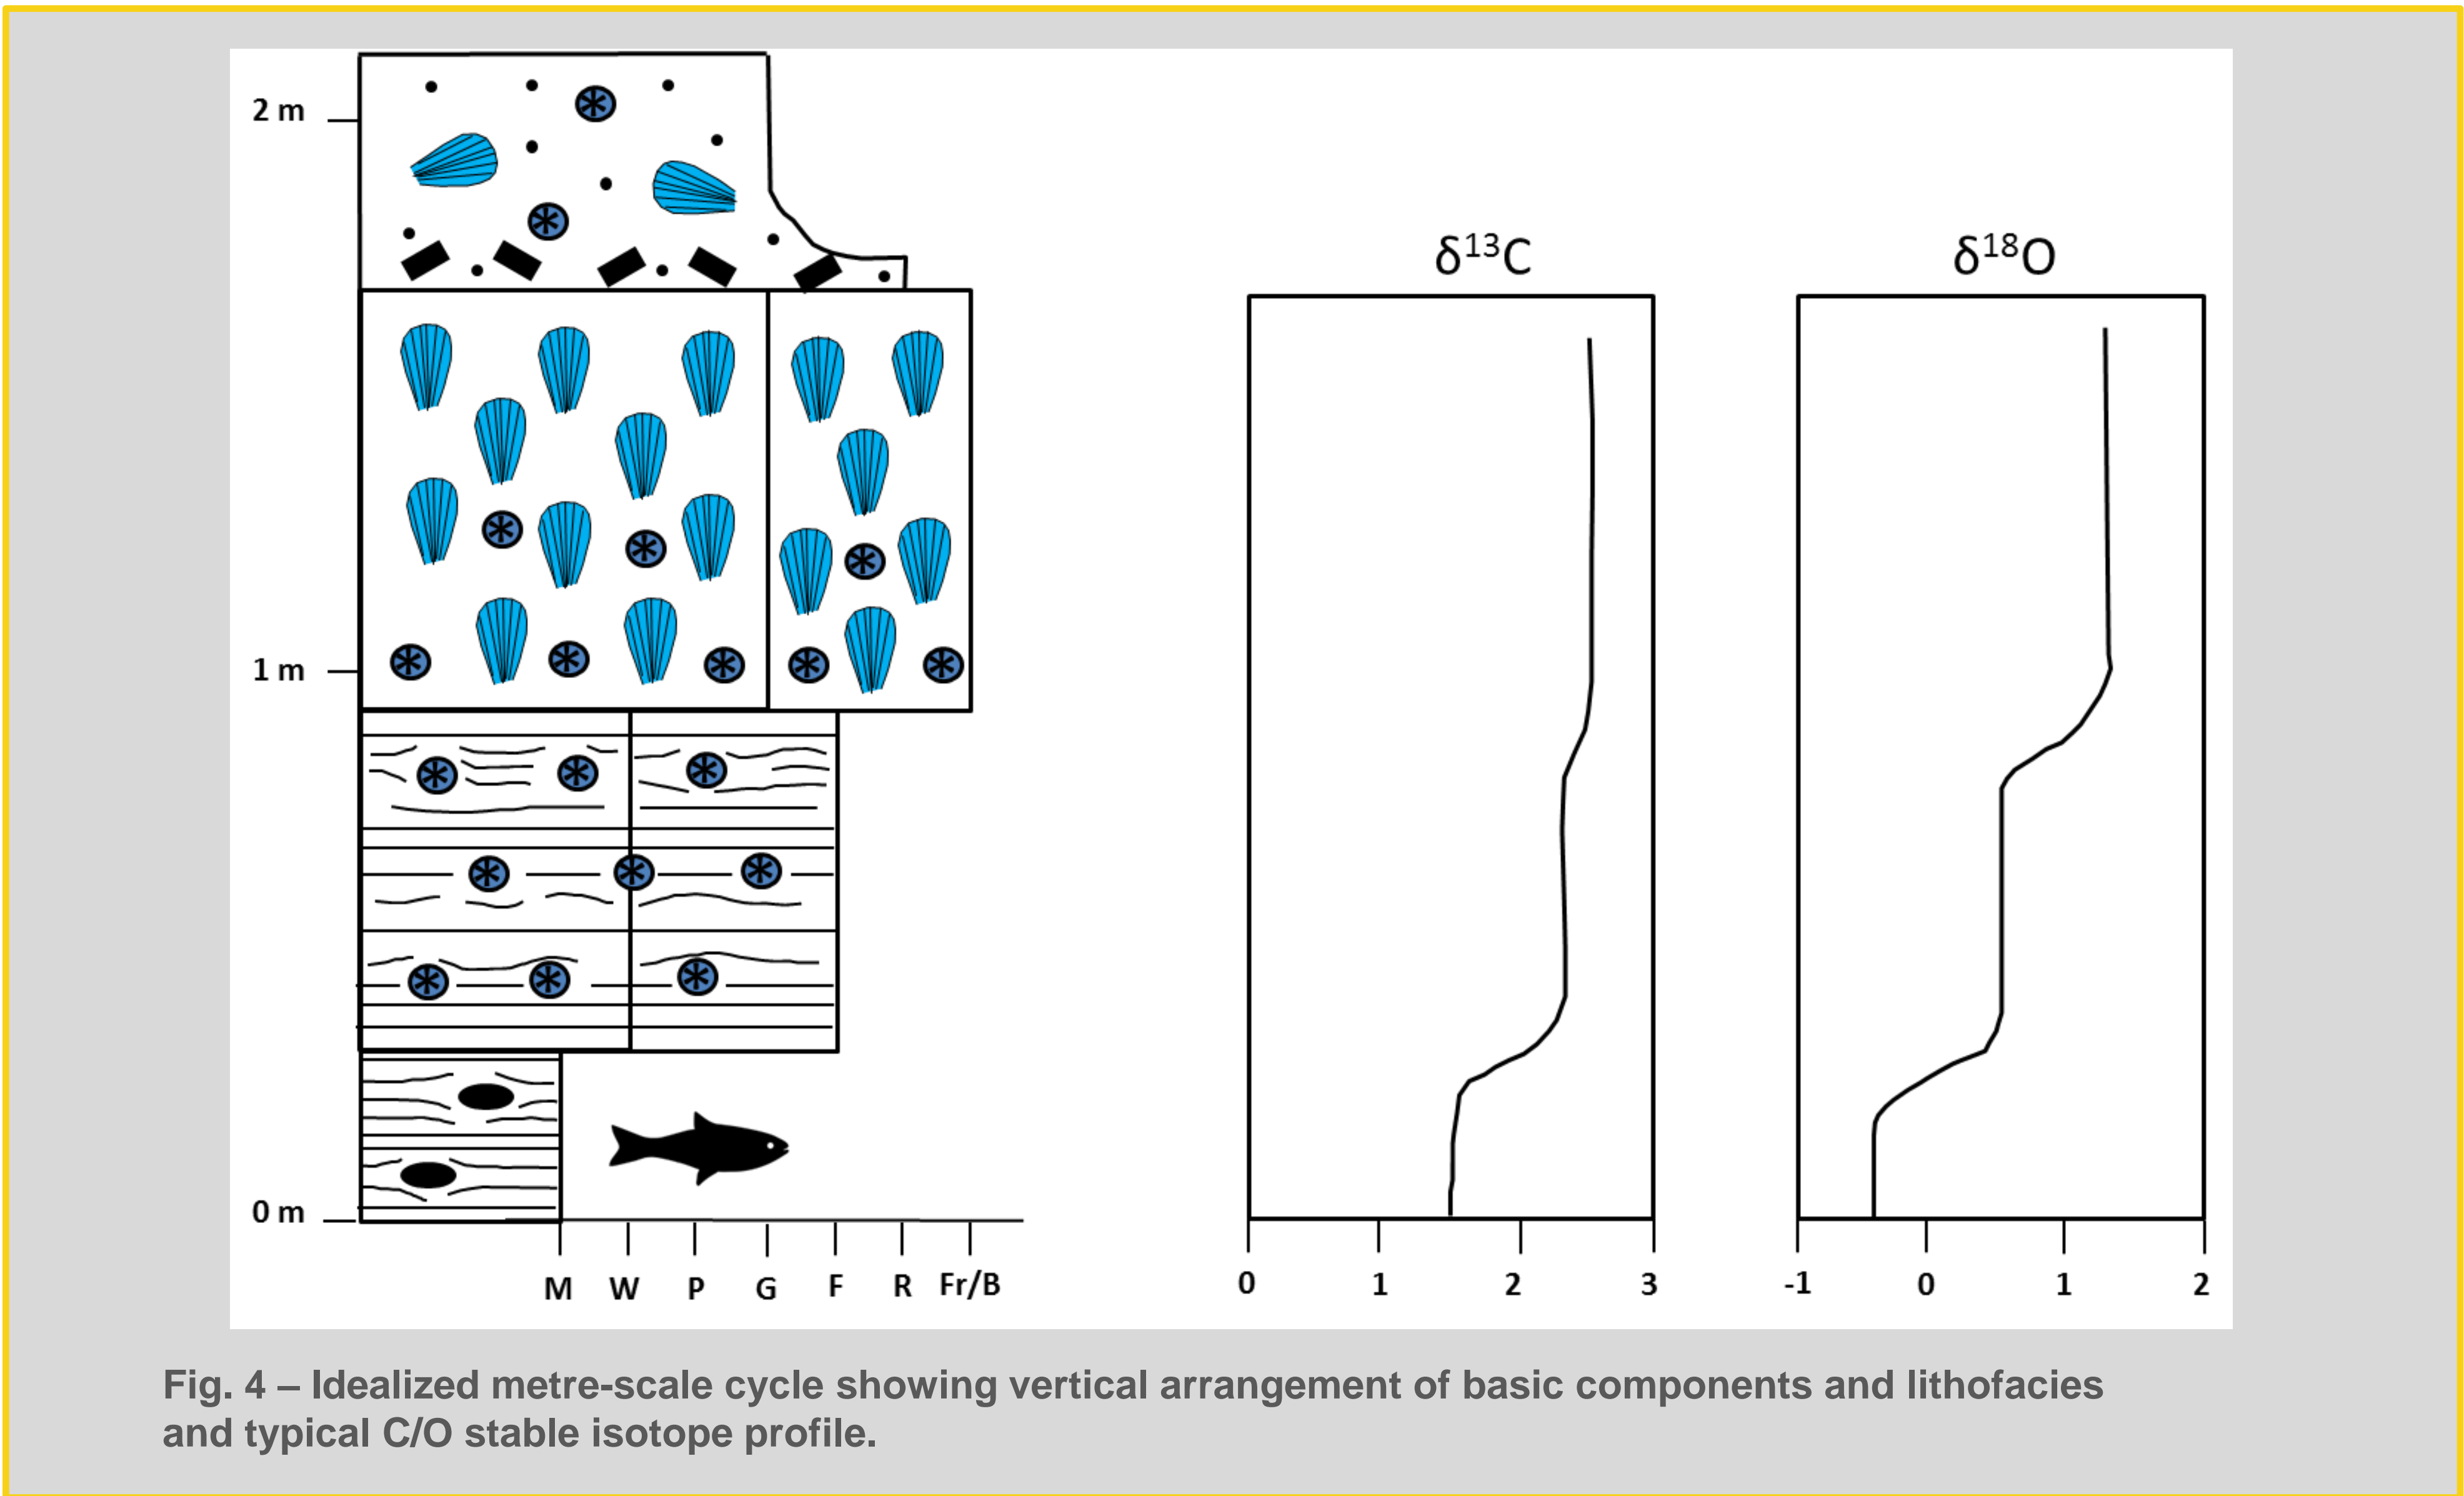 2 m
1 m
0 m
M W P G F R Fr/B
δ¹³C
0 1 2 3
δ¹⁸O
-1 0 1 2
Fig. 4 – Idealized metre-scale cycle showing vertical arrangement of basic components and lithofacies
and typical C/O stable isotope profile.